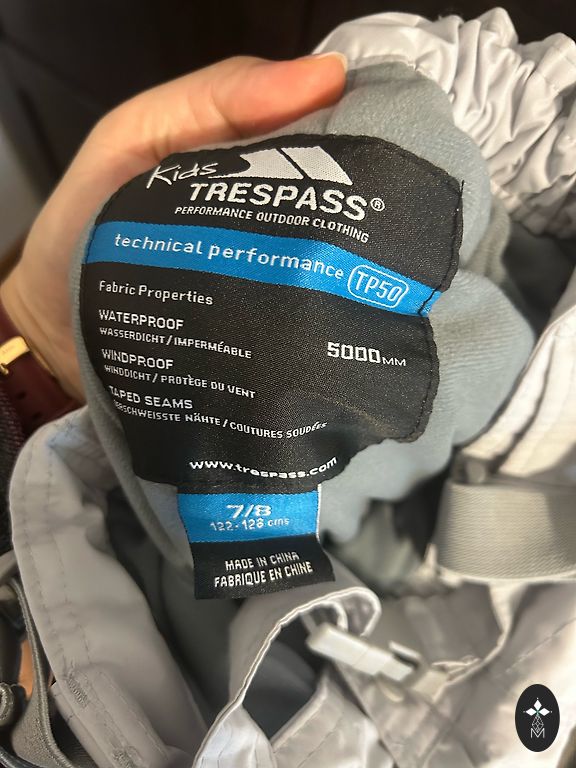 Kids
TRESPASS®
PERFORMANCE OUTDOOR CLOTHING
technical performance TP50
Fabric Properties
WATERPROOF 5000MM
WASSERDICHT / IMPERMÉABLE
WINDPROOF
WINDDICHT / PROTÈGE DU VENT
TAPED SEAMS
VERSCHWEISSTE NÄHTE / COUTURES SOUDÉES
www.trespass.com
7/8
122-128 cms
MADE IN CHINA
FABRIQUE EN CHINE
M